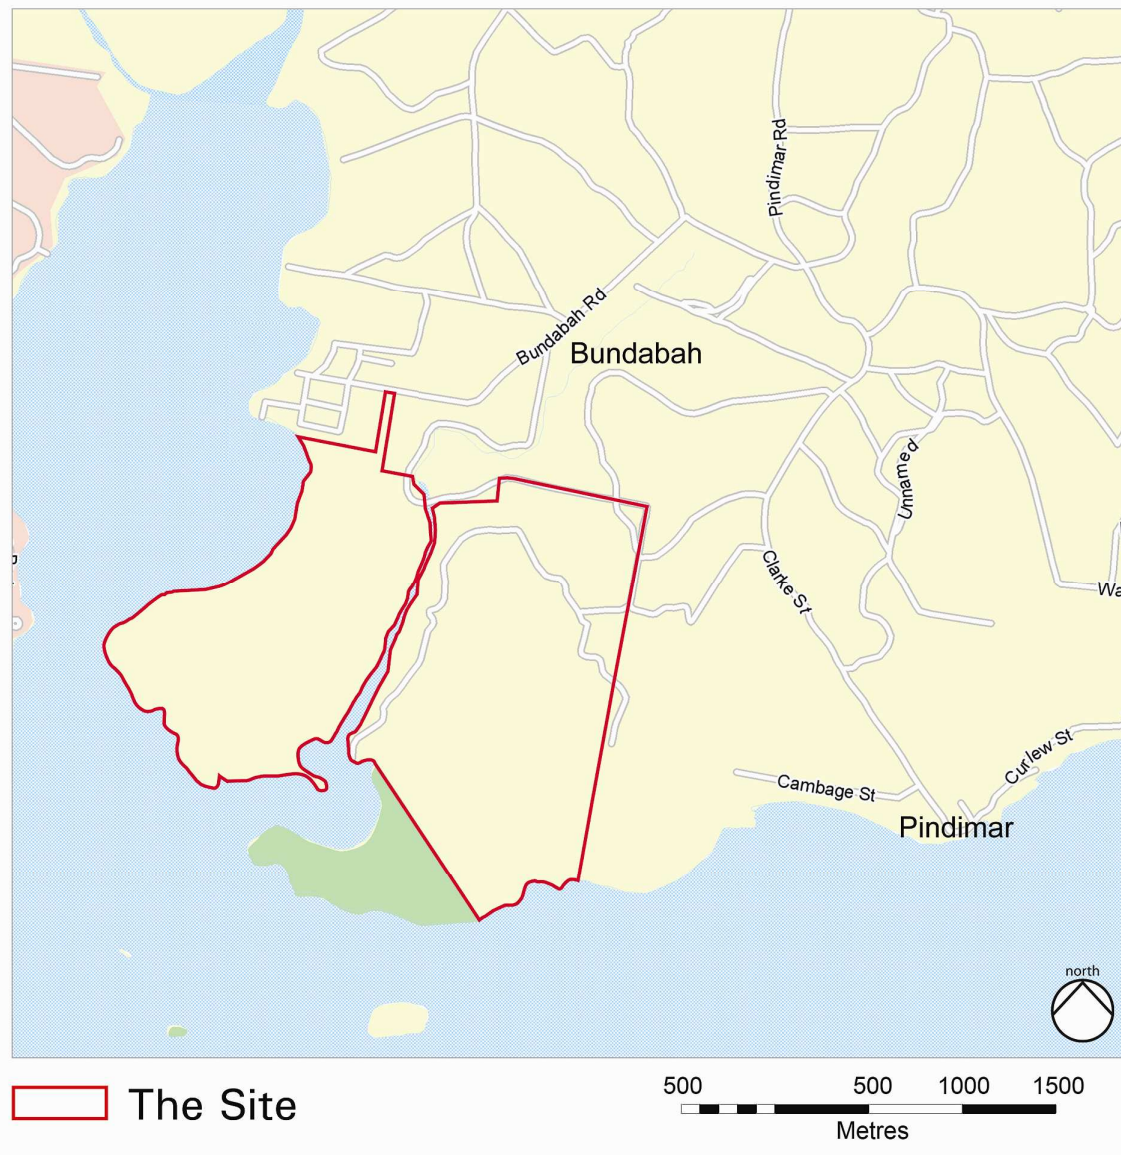 Pindimar Rd
Bundabah Rd
Bundabah
Unnamed
Clarke St
Wa
Curlew St
Cambage St
Pindimar
north
The Site
500 500 1000 1500
Metres